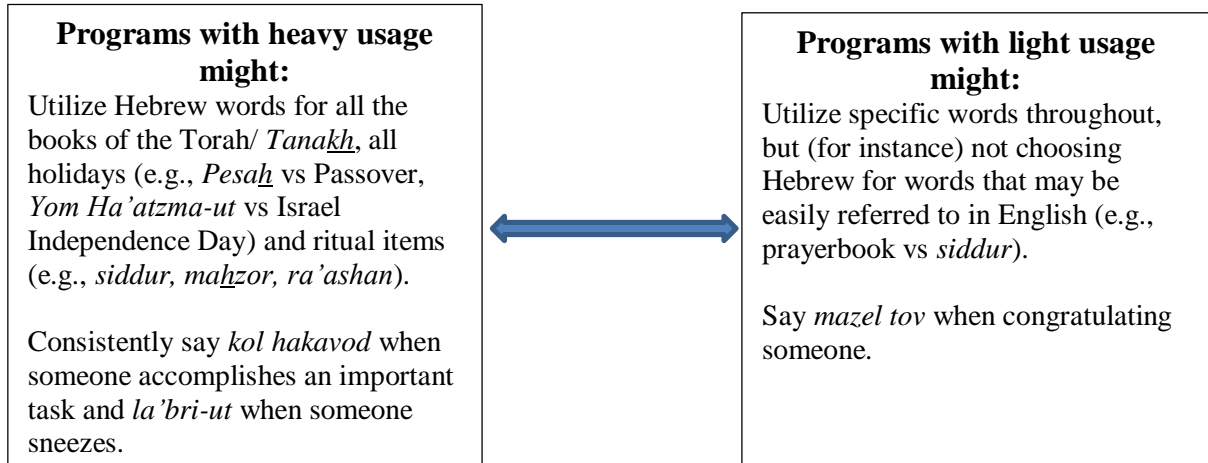 Programs with heavy usage
might:
Utilize Hebrew words for all the
books of the Torah/ Tanakh, all
holidays (e.g., Pesah vs Passover,
Yom Ha’atzma-ut vs Israel
Independence Day) and ritual items
(e.g., siddur, mahzor, ra’ashan).
Consistently say kol hakavod when
someone accomplishes an important
task and la’bri-ut when someone
sneezes.
Programs with light usage
might:
Utilize specific words throughout,
but (for instance) not choosing
Hebrew for words that may be
easily referred to in English (e.g.,
prayerbook vs siddur).
Say mazel tov when congratulating
someone.